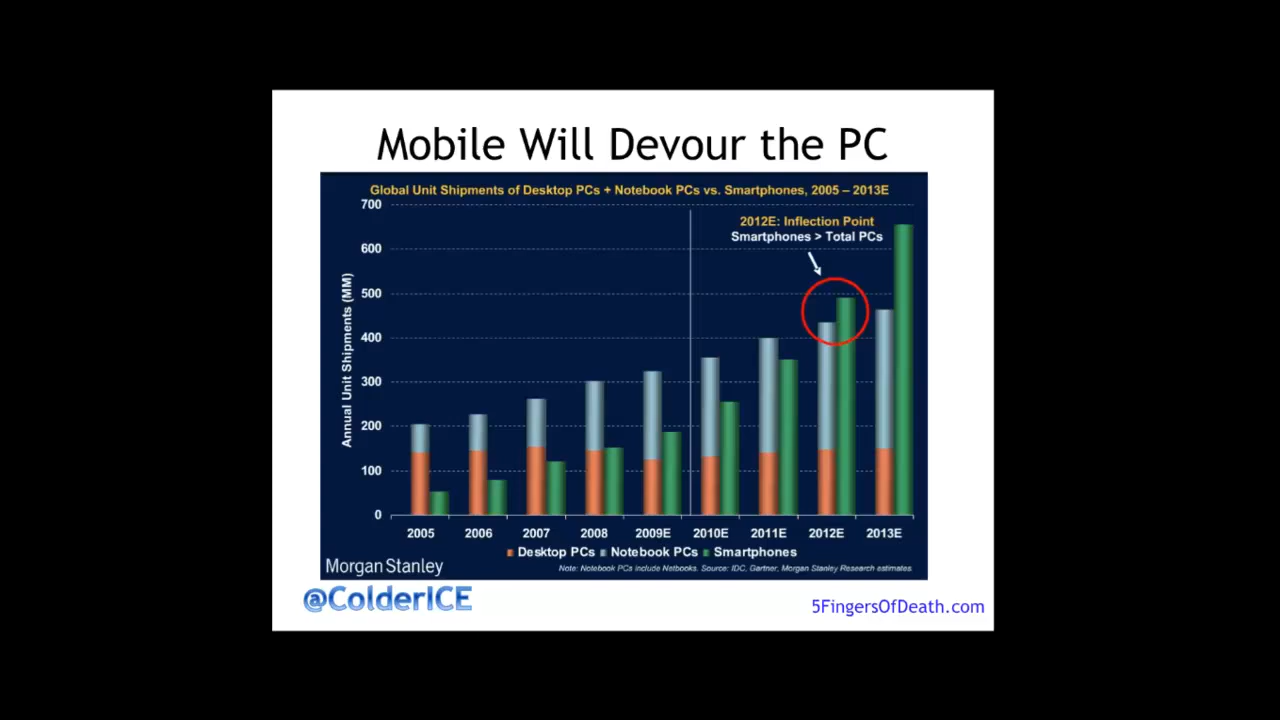 Mobile Will Devour the PC
Global Unit Shipments of Desktop PCs + Notebook PCs vs. Smartphones, 2005 – 2013E
700
2012E: Inflection Point
Smartphones > Total PCs
600
500
400
300
200
100
0
Annual Unit Shipments (MM)
2005 2006 2007 2008 2009E 2010E 2011E 2012E 2013E
Desktop PCs Notebook PCs Smartphones
Morgan Stanley
Note: Notebook PCs include Netbooks. Source: IDC, Gartner, Morgan Stanley Research estimates.
@ColderICE
5FingersOfDeath.com